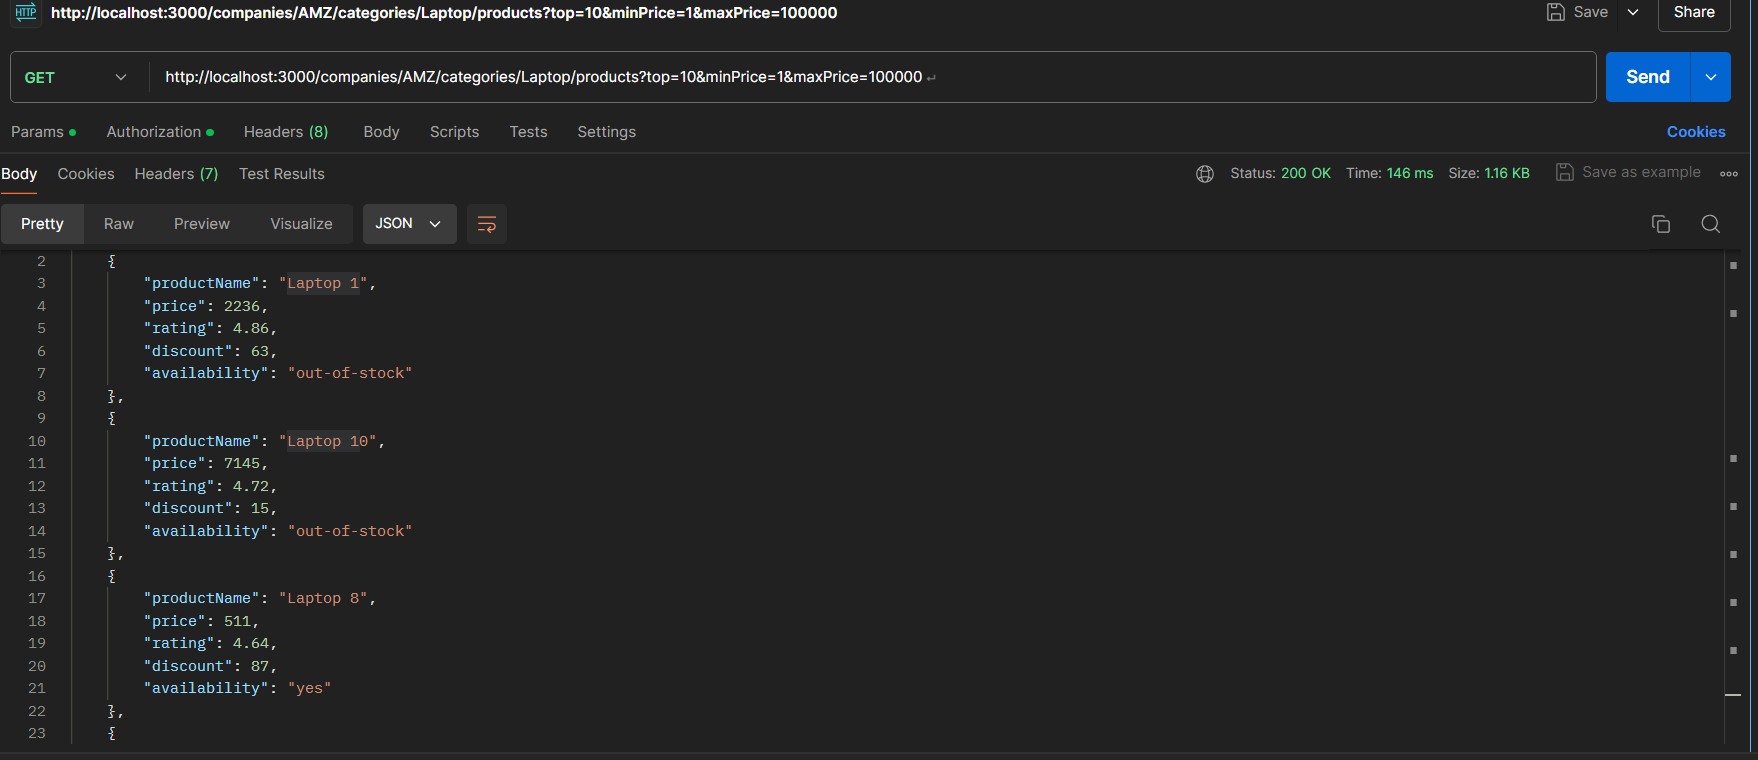 HTTP http://localhost:3000/companies/AMZ/categories/Laptop/products?top=10&minPrice=1&maxPrice=100000 Save Share
GET http://localhost:3000/companies/AMZ/categories/Laptop/products?top=10&minPrice=1&maxPrice=100000 Send
Params Authorization Headers (8) Body Scripts Tests Settings Cookies
Body Cookies Headers (7) Test Results Status: 200 OK Time: 146 ms Size: 1.16 KB Save as example
Pretty Raw Preview Visualize JSON
2 {
3 "productName": "Laptop 1",
4 "price": 2236,
5 "rating": 4.86,
6 "discount": 63,
7 "availability": "out-of-stock"
8 },
9 {
10 "productName": "Laptop 10",
11 "price": 7145,
12 "rating": 4.72,
13 "discount": 15,
14 "availability": "out-of-stock"
15 },
16 {
17 "productName": "Laptop 8",
18 "price": 511,
19 "rating": 4.64,
20 "discount": 87,
21 "availability": "yes"
22 },
23 {